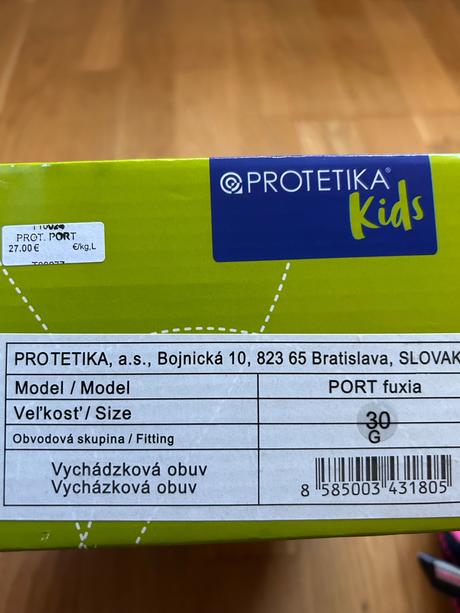 PROTETIKA®
Kids
PROT. PORT
27.00€ €/kg,L
PROTETIKA, a.s., Bojnická 10, 823 65 Bratislava, SLOVAK
Model / Model PORT fuxia
Veľkosť / Size 30
Obvodová skupina / Fitting G
Vychádzková obuv
Vycházková obuv
8 585003 431805